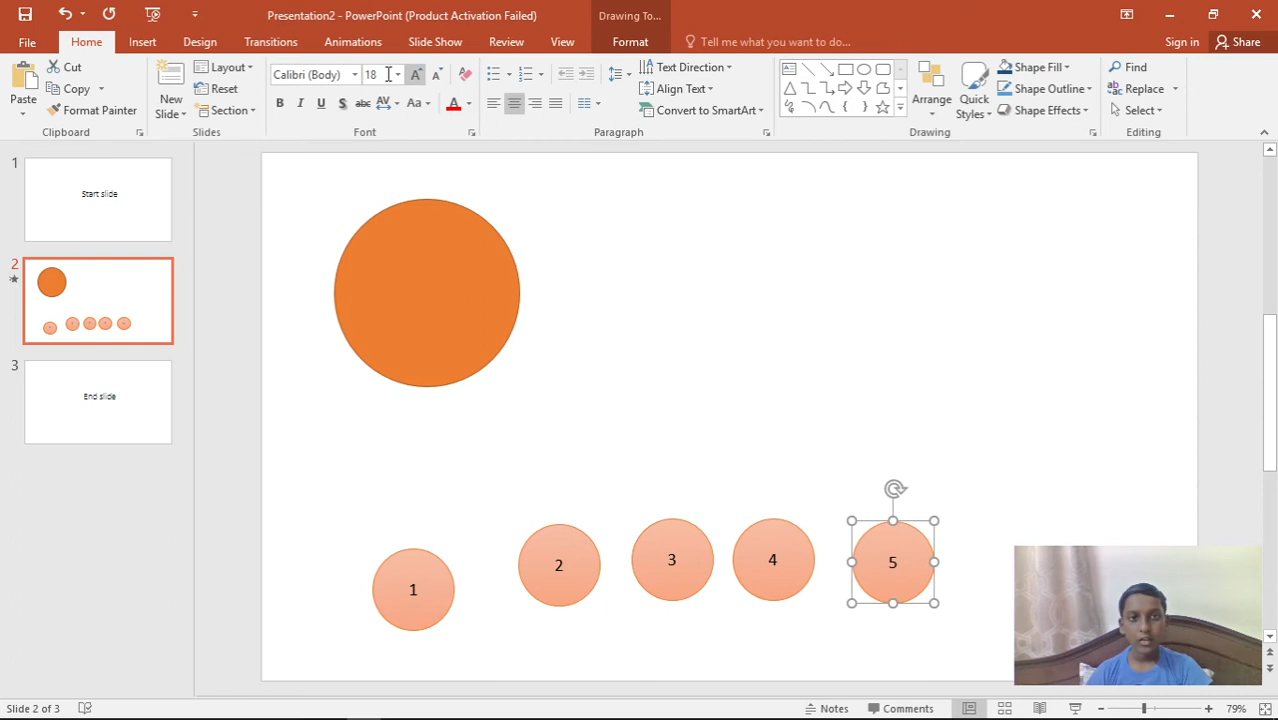 Presentation2 - PowerPoint (Product Activation Failed)
Drawing To...
File
Home
Insert
Design
Transitions
Animations
Slide Show
Review
View
Format
Tell me what you want to do...
Sign in
Share
Paste
Cut
Copy
Format Painter
Clipboard
New
Slide
Layout
Reset
Section
Slides
Calibri (Body)
18
A
A
B
I
U
S
abc
AV
Aa
A
Font
Text Direction
Align Text
Convert to SmartArt
Paragraph
Arrange
Quick
Styles
Shape Fill
Shape Outline
Shape Effects
Drawing
Find
Replace
Select
Editing
1
Start slide
2
3
End slide
1
2
3
4
5
Slide 2 of 3
Notes
Comments
79%